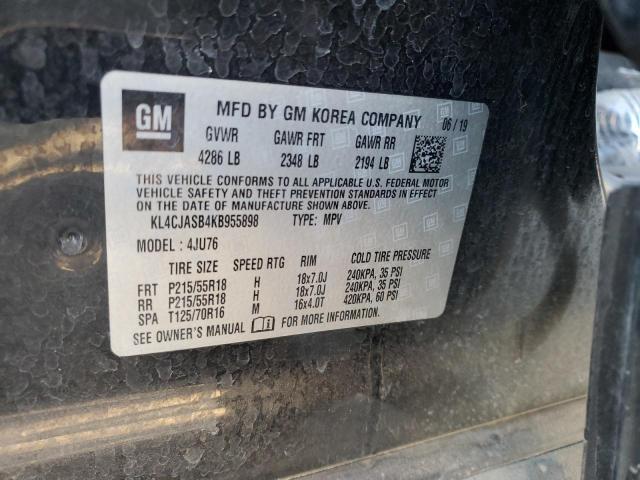 GM
MFD BY GM KOREA COMPANY 06/19
GVWR GAWR FRT GAWR RR
4286 LB 2348 LB 2194 LB
THIS VEHICLE CONFORMS TO ALL APPLICABLE U.S. FEDERAL MOTOR
VEHICLE SAFETY AND THEFT PREVENTION STANDARDS IN EFFECT
ON THE DATE OF MANUFACTURE SHOWN ABOVE.
KL4CJASB4KB955898 TYPE: MPV
MODEL: 4JU76
TIRE SIZE SPEED RTG RIM COLD TIRE PRESSURE
FRT P215/55R18 H 18x7.0J 240KPA, 35 PSI
RR P215/55R18 H 18x7.0J 240KPA, 35 PSI
SPA T125/70R16 M 16x4.0T 420KPA, 60 PSI
SEE OWNER'S MANUAL FOR MORE INFORMATION.